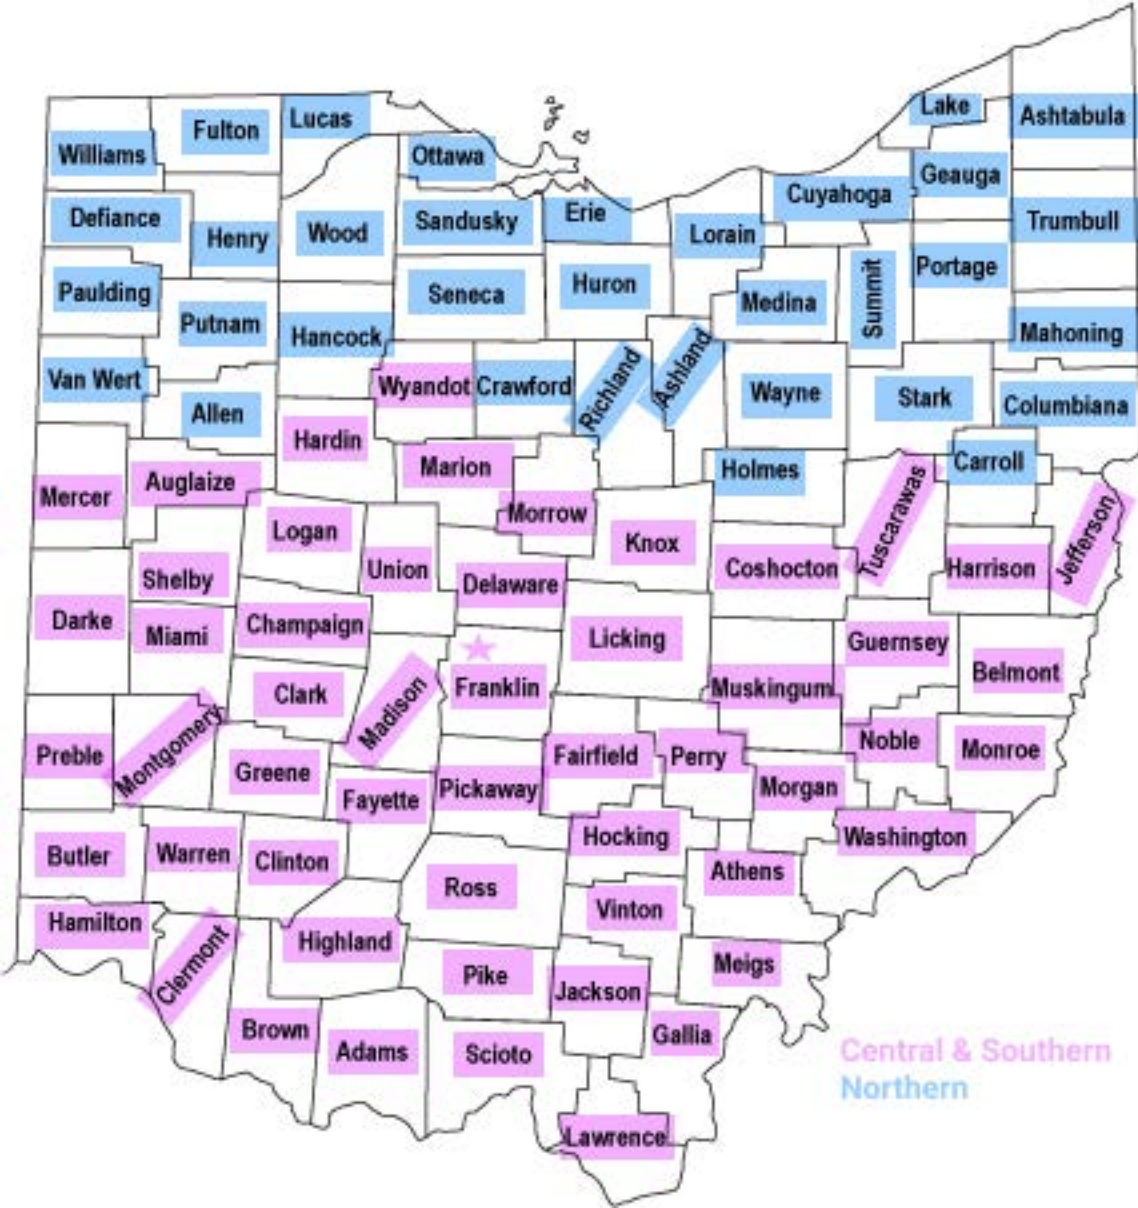 Lake
Ashtabula
Lucas
Fulton
Williams
Ottawa
Geauga
Cuyahoga
Defiance
Henry
Wood
Sandusky
Erie
Lorain
Trumbull
Paulding
Putnam
Seneca
Huron
Medina
Summit
Portage
Hancock
Mahoning
Van Wert
Allen
Wyandot
Crawford
Richland
Ashland
Wayne
Stark
Columbiana
Hardin
Marion
Holmes
Carroll
Mercer
Auglaize
Morrow
Tuscarawas
Jefferson
Logan
Union
Knox
Coshocton
Harrison
Shelby
Delaware
Darke
Miami
Champaign
Licking
Guernsey
Belmont
Clark
Madison
Franklin
Muskingum
Preble
Montgomery
Greene
Fayette
Pickaway
Fairfield
Perry
Noble
Monroe
Morgan
Butler
Warren
Clinton
Hocking
Washington
Ross
Athens
Vinton
Hamilton
Clermont
Highland
Pike
Jackson
Meigs
Brown
Adams
Scioto
Gallia
Lawrence
Central & Southern
Northern